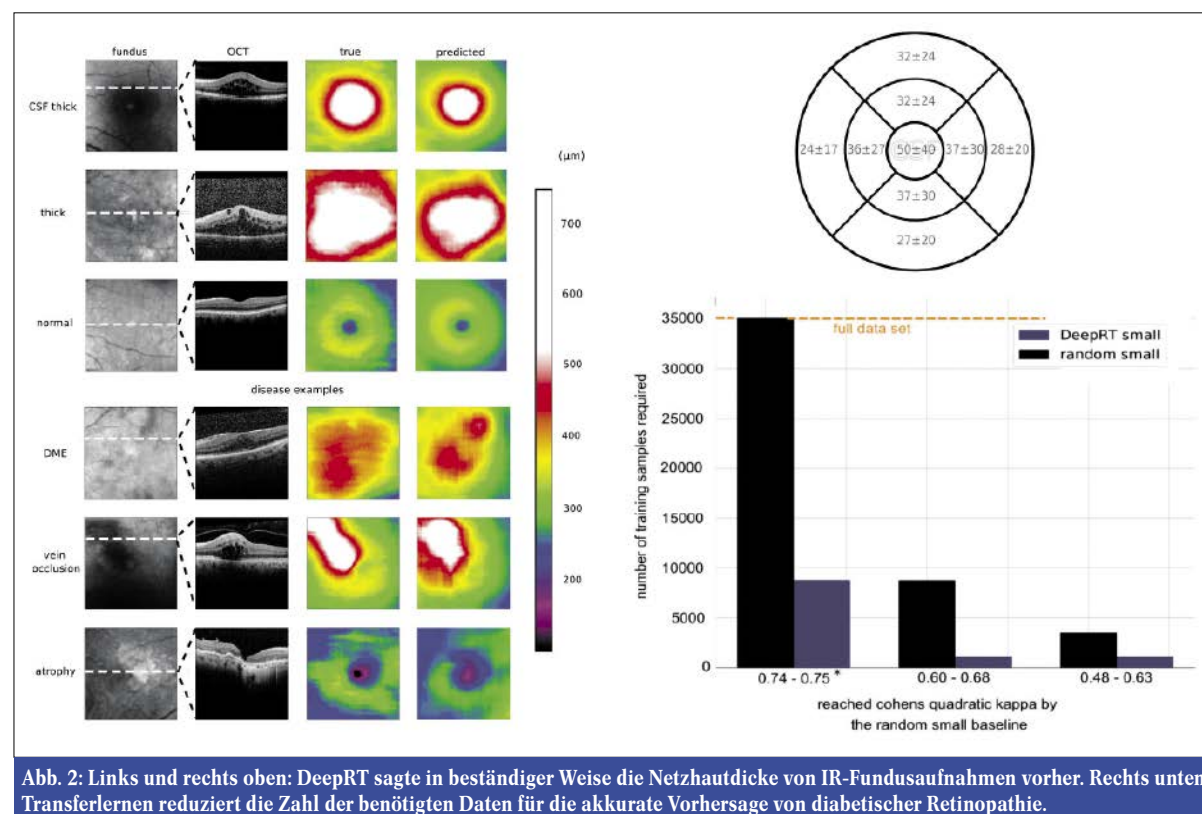 fundus OCT true predicted
CSF thick
thick
normal
disease examples
DME
vein
occlusion
atrophy
(µm)
700
600
500
400
300
200
32±24
32±24
24±17 36±27 50±40 37±30 28±20
37±30
27±20
35000
30000
25000
20000
15000
10000
5000
0
full data set
DeepRT small
random small
number of training samples required
0.74 - 0.75 * 0.60 - 0.68 0.48 - 0.63
reached cohens quadratic kappa by
the random small baseline
Abb. 2: Links und rechts oben: DeepRT sagte in beständiger Weise die Netzhautdicke von IR-Fundusaufnahmen vorher. Rechts unten
Transferlernen reduziert die Zahl der benötigten Daten für die akkurate Vorhersage von diabetischer Retinopathie.